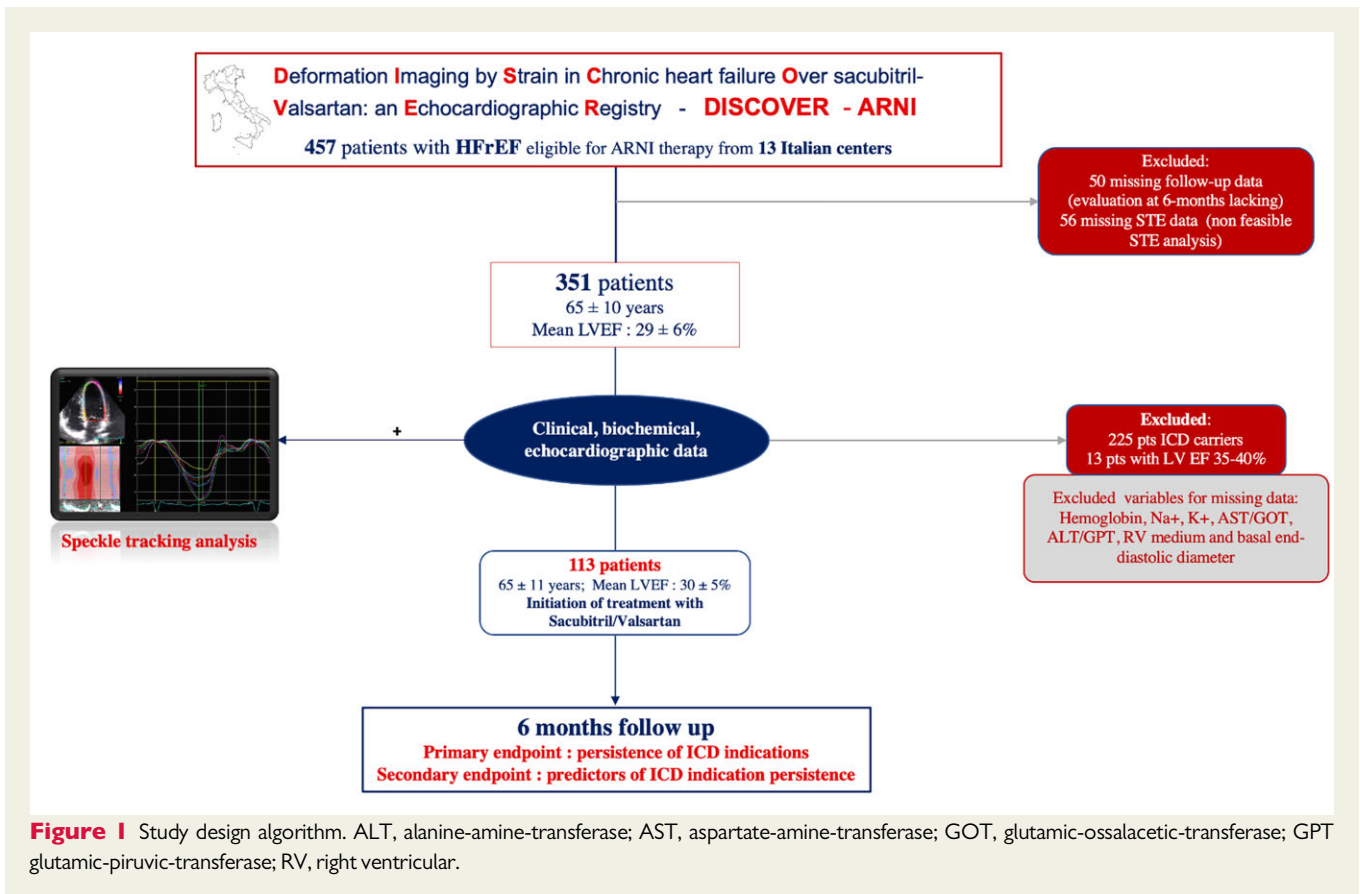 Deformation Imaging by Strain in Chronic heart failure Over sacubitril-
Valsartan: an Echocardiographic Registry - DISCOVER - ARNI
457 patients with HFrEF eligible for ARNI therapy from 13 Italian centers
Excluded:
50 missing follow-up data
(evaluation at 6-months lacking)
56 missing STE data (non feasible
STE analysis)
351 patients
65 ± 10 years
Mean LVEF : 29 ± 6%
+
Clinical, biochemical,
echocardiographic data
Speckle tracking analysis
Excluded:
225 pts ICD carriers
13 pts with LV EF 35-40%
Excluded variables for missing data:
Hemoglobin, Na+, K+, AST/GOT,
ALT/GPT, RV medium and basal end-
diastolic diameter
113 patients
65 ± 11 years; Mean LVEF : 30 ± 5%
Initiation of treatment with
Sacubitril/Valsartan
6 months follow up
Primary endpoint : persistence of ICD indications
Secondary endpoint : predictors of ICD indication persistence
Figure 1 Study design algorithm. ALT, alanine-amine-transferase; AST, aspartate-amine-transferase; GOT, glutamic-ossalacetic-transferase; GPT
glutamic-piruvic-transferase; RV, right ventricular.